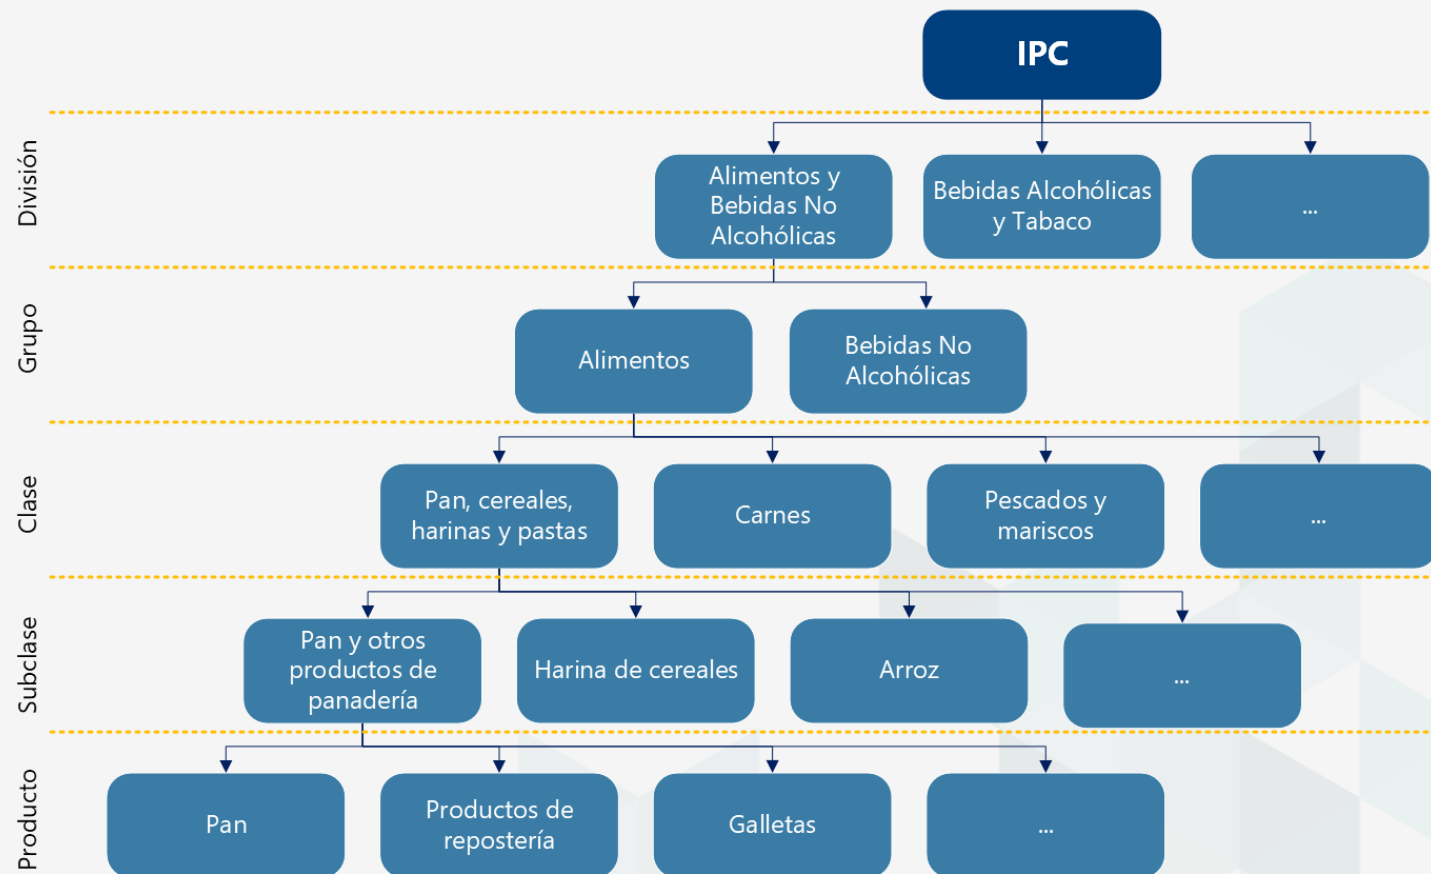 IPC
División
Alimentos y
Bebidas No
Alcohólicas
Bebidas Alcohólicas
y Tabaco
...
Grupo
Alimentos
Bebidas No
Alcohólicas
Clase
Pan, cereales,
harinas y pastas
Carnes
Pescados y
mariscos
...
Subclase
Pan y otros
productos de
panadería
Harina de cereales
Arroz
...
Producto
Pan
Productos de
repostería
Galletas
...